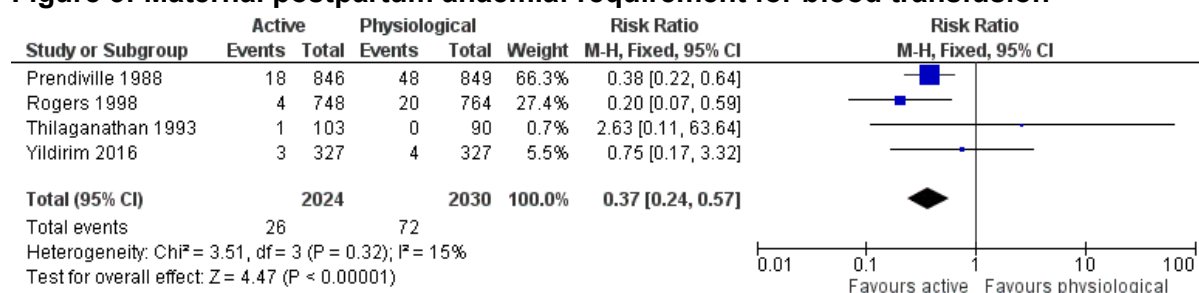 Figure 3: Maternal postpartum anaemia: requirement for blood transfusion
Active Physiological Risk Ratio Risk Ratio
Study or Subgroup Events Total Events Total Weight M-H, Fixed, 95% CI M-H, Fixed, 95% CI
Prendiville 1988 18 846 48 849 66.3% 0.38 [0.22, 0.64]
Rogers 1998 4 748 20 764 27.4% 0.20 [0.07, 0.59]
Thilaganathan 1993 1 103 0 90 0.7% 2.63 [0.11, 63.64]
Yildirim 2016 3 327 4 327 5.5% 0.75 [0.17, 3.32]
Total (95% CI) 2024 2030 100.0% 0.37 [0.24, 0.57]
Total events 26 72
Heterogeneity: Chi² = 3.51, df = 3 (P = 0.32); I² = 15%
Test for overall effect: Z = 4.47 (P < 0.00001)
0.01 0.1 1 10 100
Favours active Favours physiological